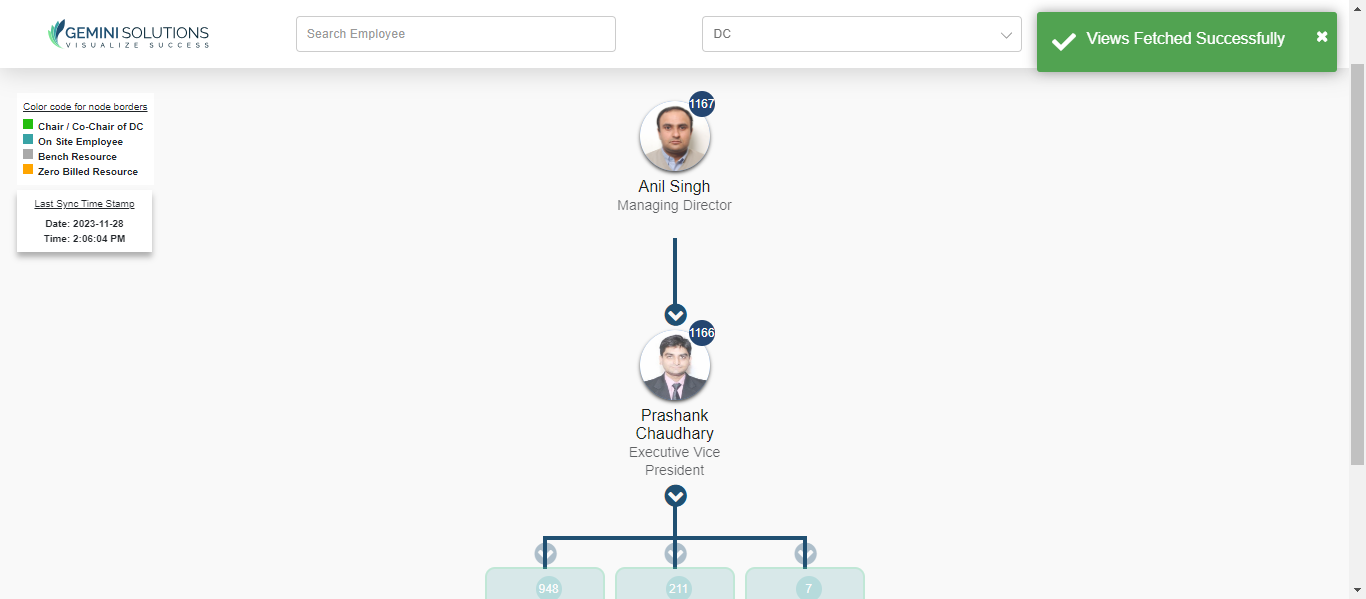 GEMINI SOLUTIONS
VISUALIZE SUCCESS
Search Employee
DC
Views Fetched Successfully
Color code for node borders
Chair / Co-Chair of DC
On Site Employee
Bench Resource
Zero Billed Resource
Last Sync Time Stamp
Date: 2023-11-28
Time: 2:06:04 PM
1167
Anil Singh
Managing Director
1166
Prashank
Chaudhary
Executive Vice
President
948
211
7